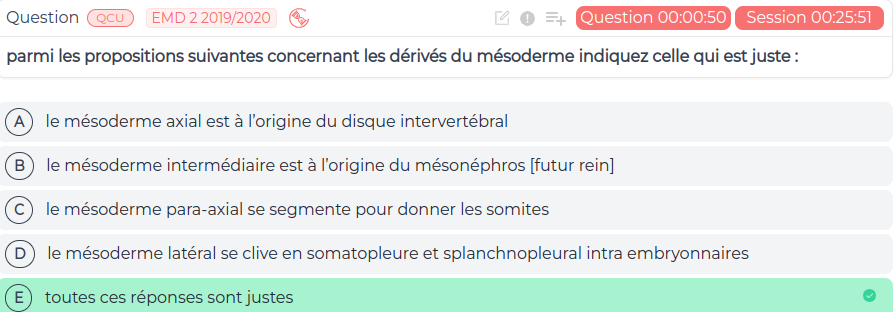 Question QCU EMD 2 2019/2020 Question 00:00:50 Session 00:25:51
parmi les propositions suivantes concernant les dérivés du mésoderme indiquez celle qui est juste :
A le mésoderme axial est à l’origine du disque intervertébral
B le mésoderme intermédiaire est à l’origine du mésonéphros [futur rein]
C le mésoderme para-axial se segmente pour donner les somites
D le mésoderme latéral se clive en somatopleure et splanchnopleural intra embryonnaires
E toutes ces réponses sont justes